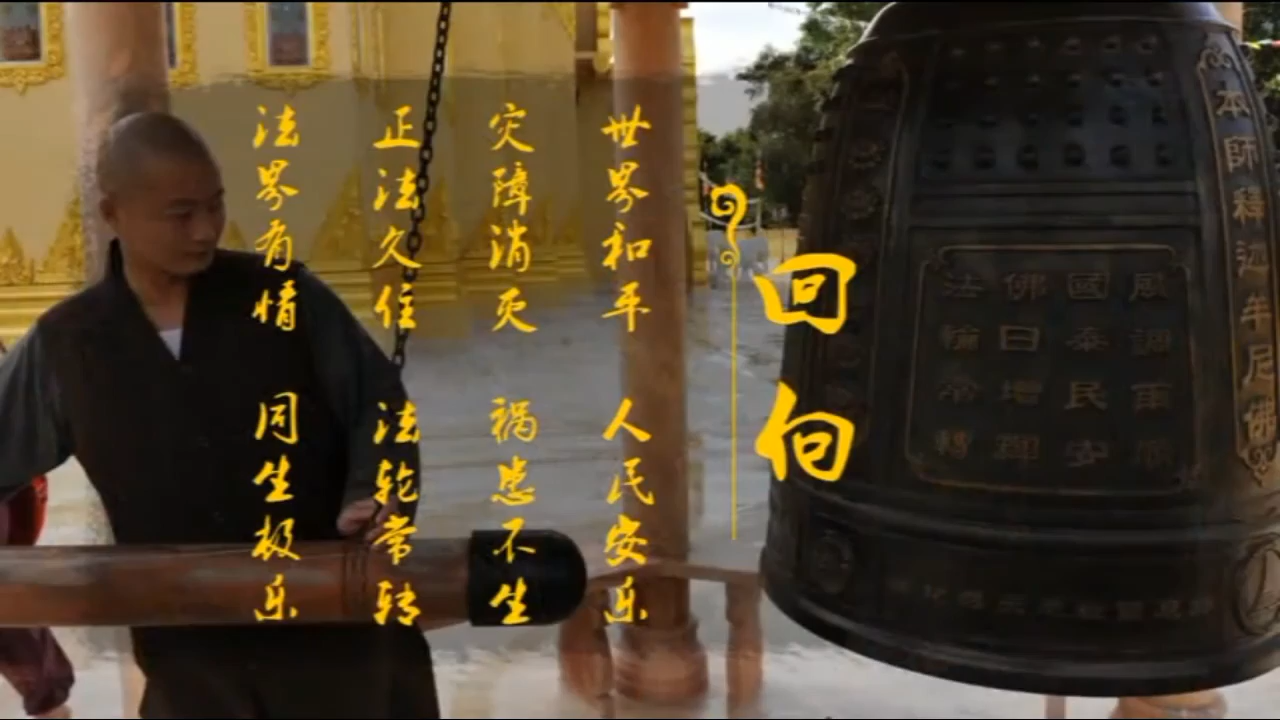 回向
世界和平 人民安乐
灾障消灭 祸患不生
正法久住 法轮常转
法界有情 同生极乐
本師釋迦牟尼佛
風調雨順
國泰民安
佛日增輝
法輪常轉